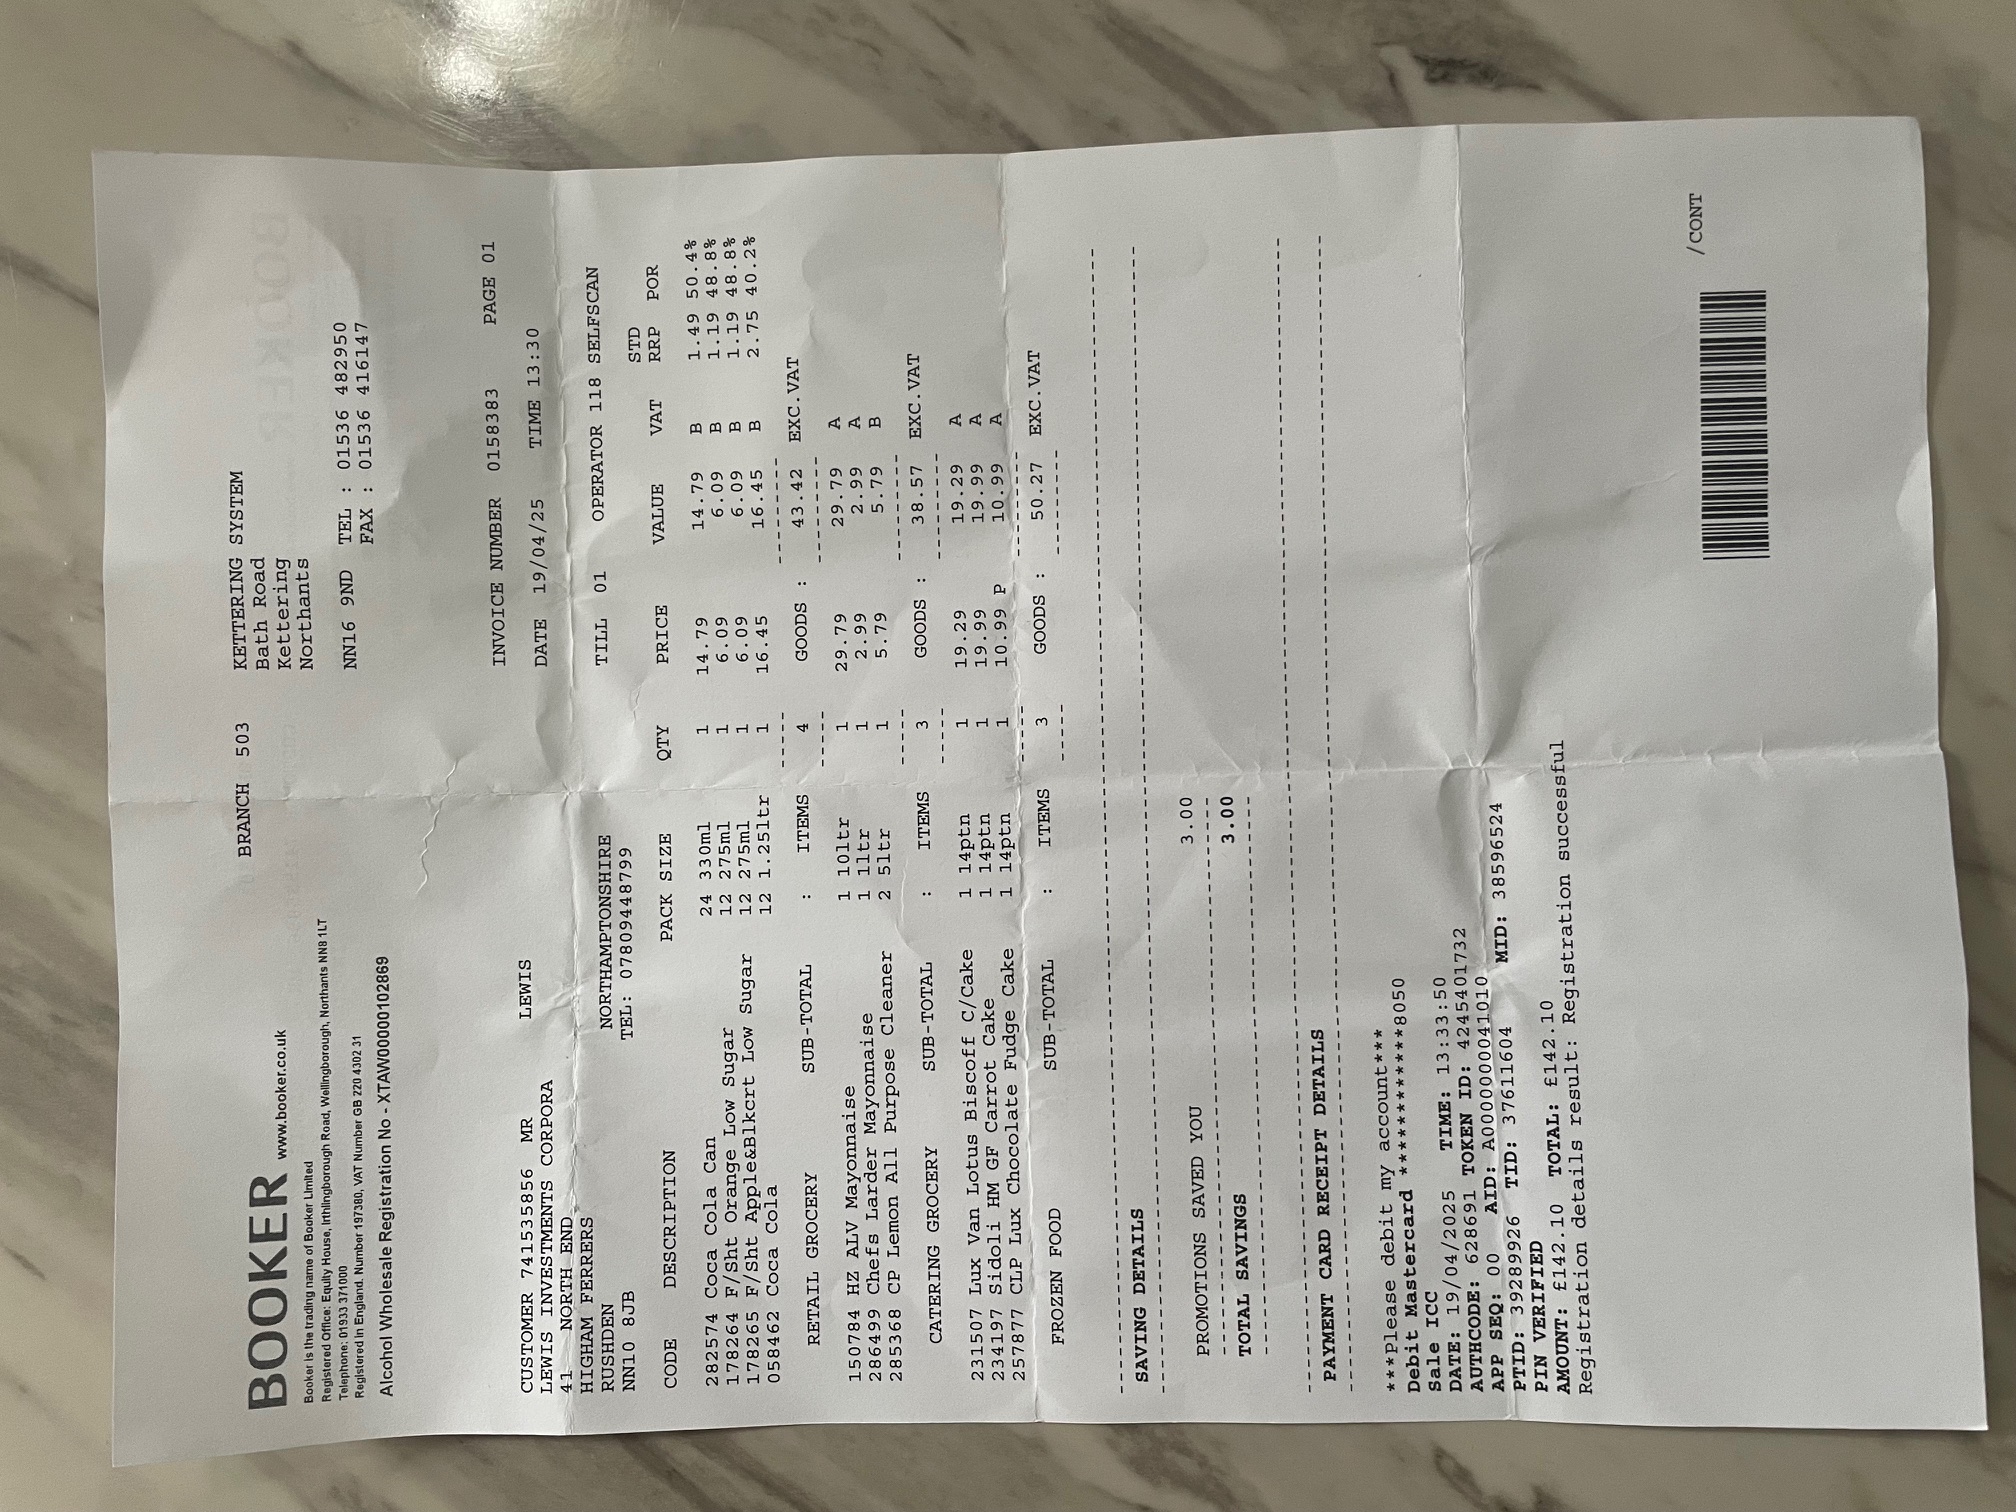 BOOKER www.booker.co.uk
Booker is the trading name of Booker Limited
Registered Office: Equity House, Irthlingborough Road, Wellingborough, Northants NN8 1LT
Telephone: 01933 371000
Registered in England. Number 197380, VAT Number GB 220 4302 31
Alcohol Wholesale Registration No - XTAW00000102869
BRANCH 503
KETTERING SYSTEM
Bath Road
Kettering
Northants
NN16 9ND TEL : 01536 482950
FAX : 01536 416147
INVOICE NUMBER 0158383 PAGE 01
CUSTOMER 741535856 MR LEWIS
LEWIS INVESTMENTS CORPORA
DATE 19/04/25 TIME 13:30
41 NORTH END
HIGHAM FERRERS
RUSHDEN NORTHAMPTONSHIRE
TILL 01 OPERATOR 118 SELFSCAN
NN10 8JB TEL: 07809448799
CODE DESCRIPTION PACK SIZE QTY PRICE VALUE VAT STD RRP POR
282574 Coca Cola Can 24 330ml 1 14.79 14.79 B 1.49 50.4%
178264 F/Sht Orange Low Sugar 12 275ml 1 6.09 6.09 B 1.19 48.8%
178265 F/Sht Apple&Blkcrt Low Sugar 12 275ml 1 6.09 6.09 B 1.19 48.8%
058462 Coca Cola 12 1.25ltr 1 16.45 16.45 B 2.75 40.2%
RETAIL GROCERY SUB-TOTAL : ITEMS 4 GOODS : 43.42 EXC.VAT
150784 HZ ALV Mayonnaise 1 10ltr 1 29.79 29.79 A
286499 Chefs Larder Mayonnaise 1 1ltr 1 2.99 2.99 A
285368 CP Lemon All Purpose Cleaner 2 5ltr 1 5.79 5.79 B
CATERING GROCERY SUB-TOTAL : ITEMS 3 GOODS : 38.57 EXC.VAT
231507 Lux Van Lotus Biscoff C/Cake 1 14ptn 1 19.29 19.29 A
234197 Sidoli HM GF Carrot Cake 1 14ptn 1 19.99 19.99 A
257877 CLP Lux Chocolate Fudge Cake 1 14ptn 1 10.99 P 10.99 A
FROZEN FOOD SUB-TOTAL : ITEMS 3 GOODS : 50.27 EXC.VAT
SAVING DETAILS
PROMOTIONS SAVED YOU 3.00
TOTAL SAVINGS 3.00
PAYMENT CARD RECEIPT DETAILS
***Please debit my account***
Debit Mastercard ************8050
Sale ICC
DATE: 19/04/2025 TIME: 13:33:50
AUTHCODE: 628691 TOKEN ID: 4245401732
APP SEQ: 00 AID: A0000000041010
PTID: 39289926 TID: 37611604 MID: 38596524
PIN VERIFIED
AMOUNT: £142.10 TOTAL: £142.10
Registration details result: Registration successful
/CONT